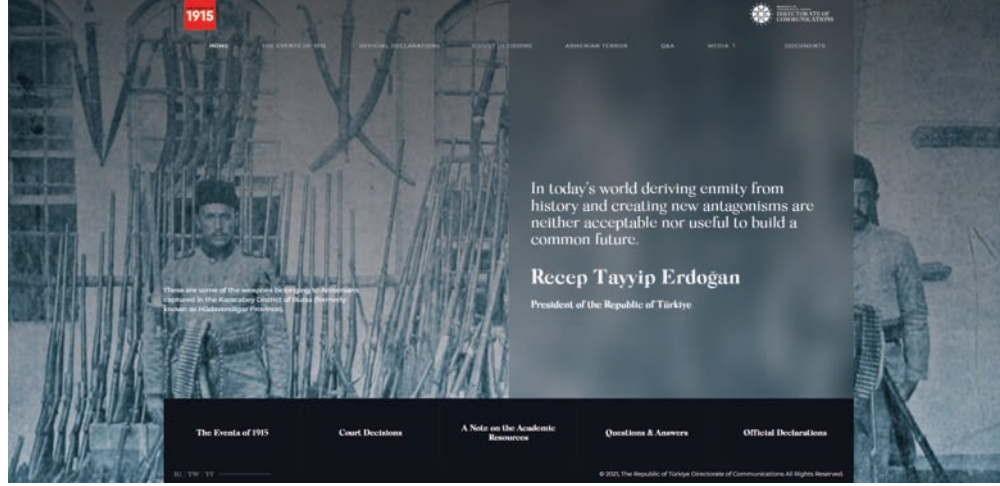 1915
DIRECTORATE OF
COMMUNICATIONS
HOME
THE EVENTS OF 1915
OFFICIAL DECLARATIONS
COURT DECISIONS
ARMENIAN TERROR
Q&A
MEDIA
DOCUMENTS
In today's world deriving enmity from
history and creating new antagonisms are
neither acceptable nor useful to build a
common future.
Recep Tayyip Erdoğan
President of the Republic of Türkiye
These are some of the weapons belonging to Armenians
captured in the Karacabey District of Bursa (formerly
known as Hüdavendigar Province).
The Events of 1915
Court Decisions
A Note on the Academic
Resources
Questions & Answers
Official Declarations
IG TW YT
© 2021, The Republic of Türkiye Directorate of Communications All Rights Reserved.